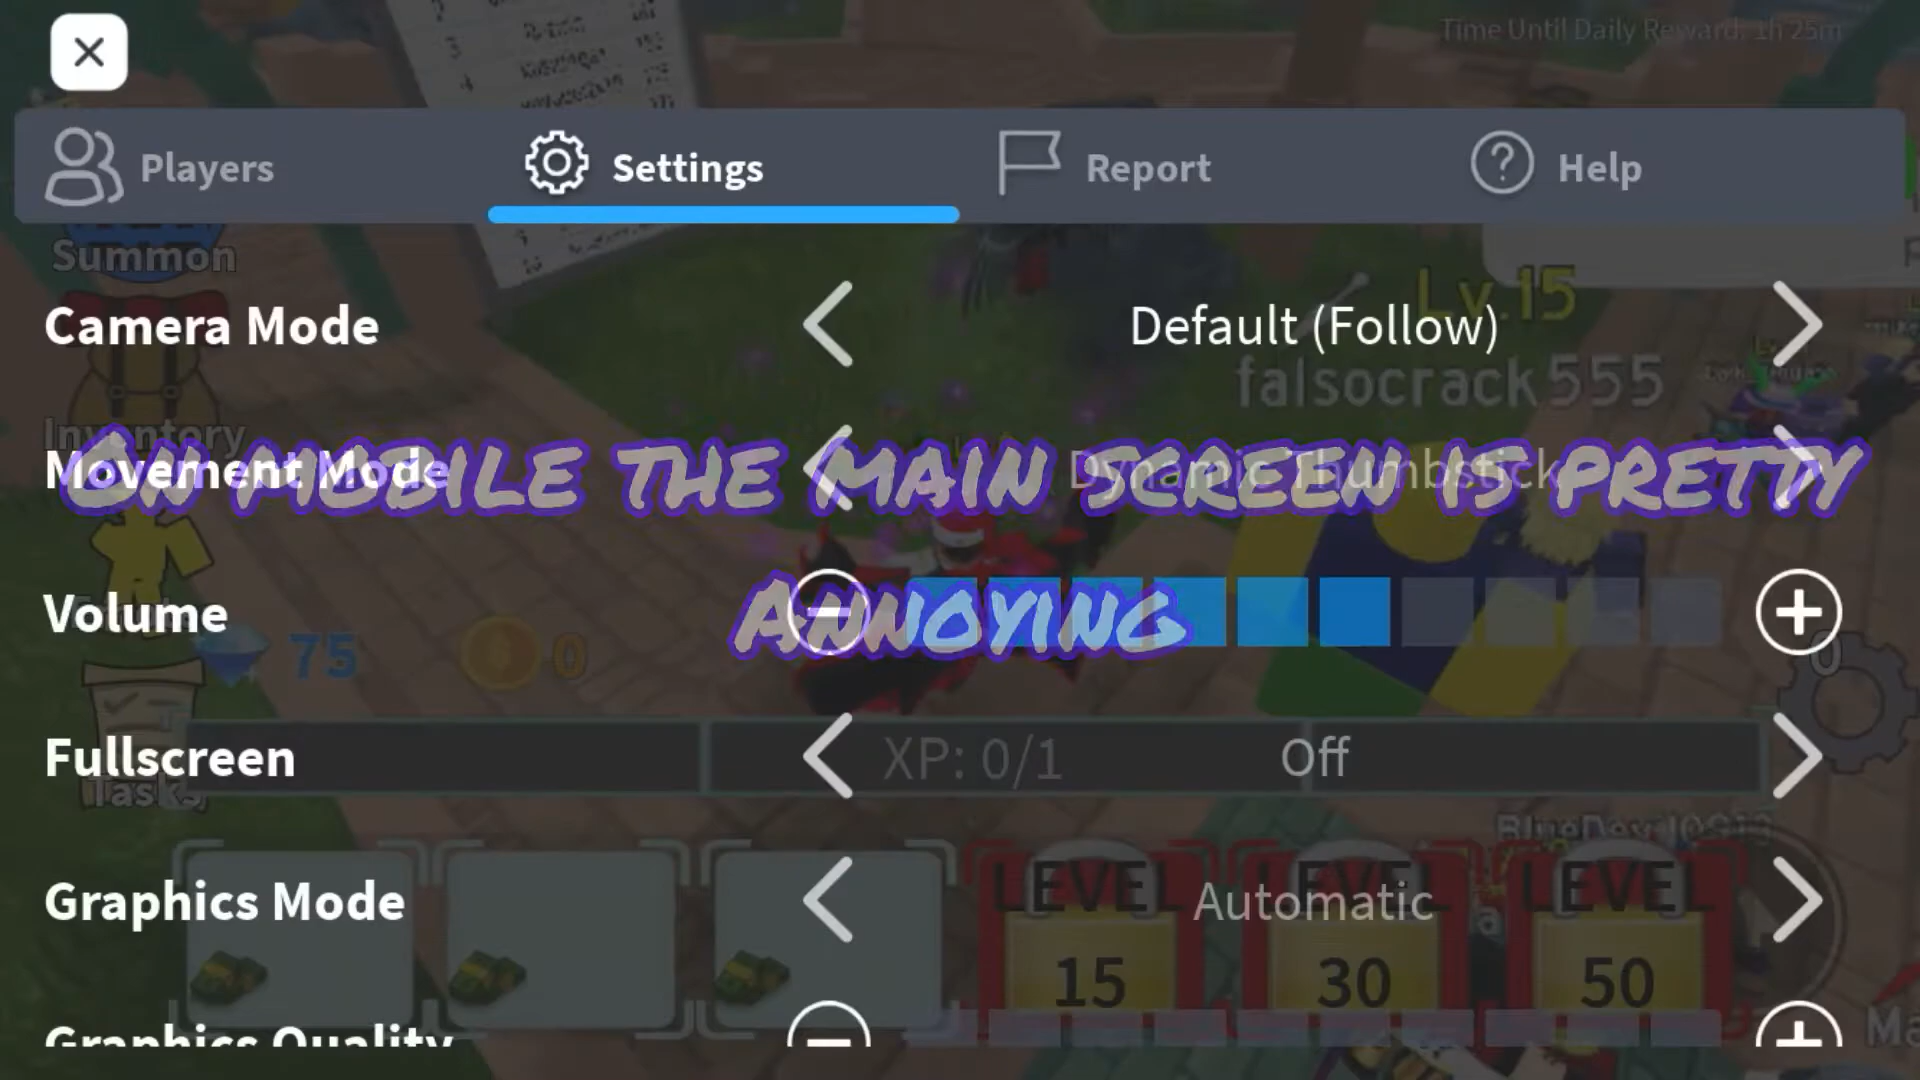 Time Until Daily Reward: 1h 25m
Players
Settings
Report
Help
Summon
Lv.15
Camera Mode
Default (Follow)
falsocrack555
Inventory
Movement Mode
Dynamic Thumbstick
On mobile the main screen is pretty
annoying
Volume
75
0
0
Fullscreen
XP: 0/1
Off
Tasks
Graphics Mode
Automatic
LEVEL
15
LEVEL
30
LEVEL
50
Graphics Quality
Ma